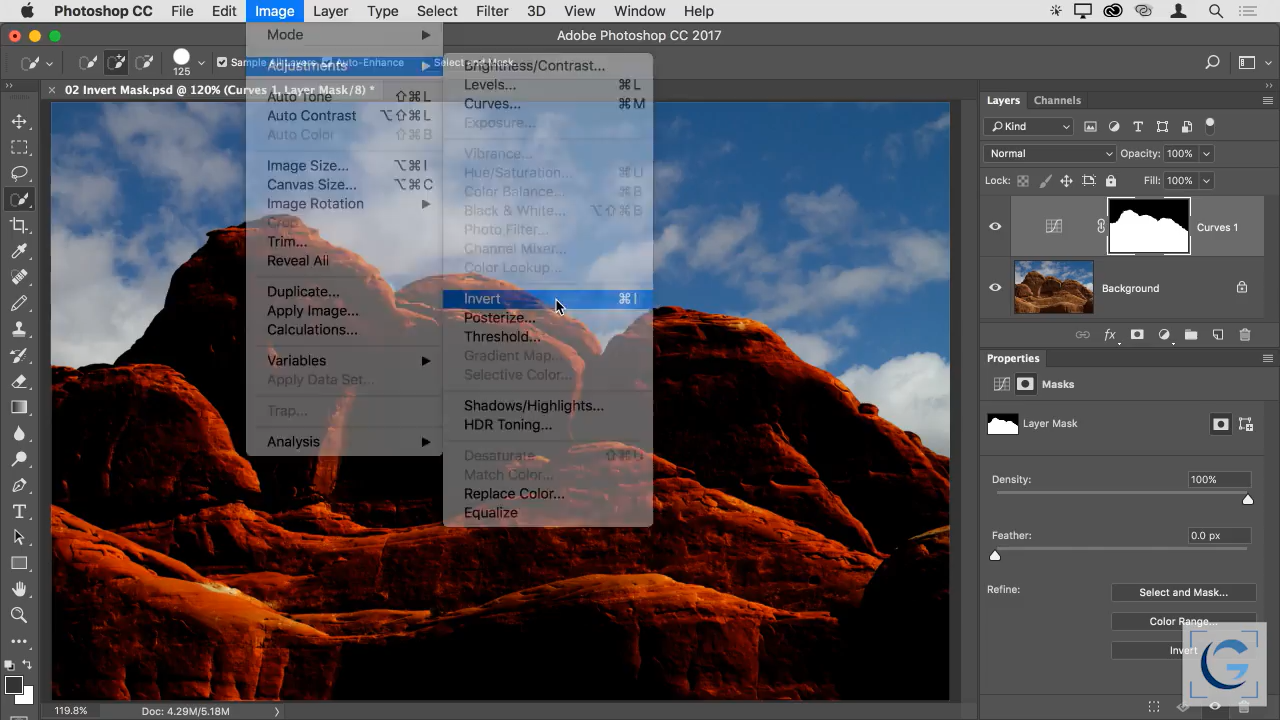 Photoshop CC File Edit Image Layer Type Select Filter 3D View Window Help
Adobe Photoshop CC 2017
125 Sample All Layers Auto-Enhance Select and Mask...
× 02 Invert Mask.psd @ 120% (Curves 1, Layer Mask/8) *
Mode
Adjustments
Auto Tone ⇧⌘L
Auto Contrast ⌥⇧⌘L
Auto Color ⇧⌘B
Image Size... ⌥⌘I
Canvas Size... ⌥⌘C
Image Rotation
Crop
Trim...
Reveal All
Duplicate...
Apply Image...
Calculations...
Variables
Apply Data Set...
Trap...
Analysis
Brightness/Contrast...
Levels... ⌘L
Curves... ⌘M
Exposure...
Vibrance...
Hue/Saturation... ⌘U
Color Balance... ⌘B
Black & White... ⌥⇧⌘B
Photo Filter...
Channel Mixer...
Color Lookup...
Invert ⌘I
Posterize...
Threshold...
Gradient Map...
Selective Color...
Shadows/Highlights...
HDR Toning...
Desaturate ⇧⌘U
Match Color...
Replace Color...
Equalize
Layers Channels
Kind
Normal Opacity: 100%
Lock: Fill: 100%
Curves 1
Background
Properties
Masks
Layer Mask
Density: 100%
Feather: 0.0 px
Refine: Select and Mask...
Color Range...
Invert
119.8% Doc: 4.29M/5.18M